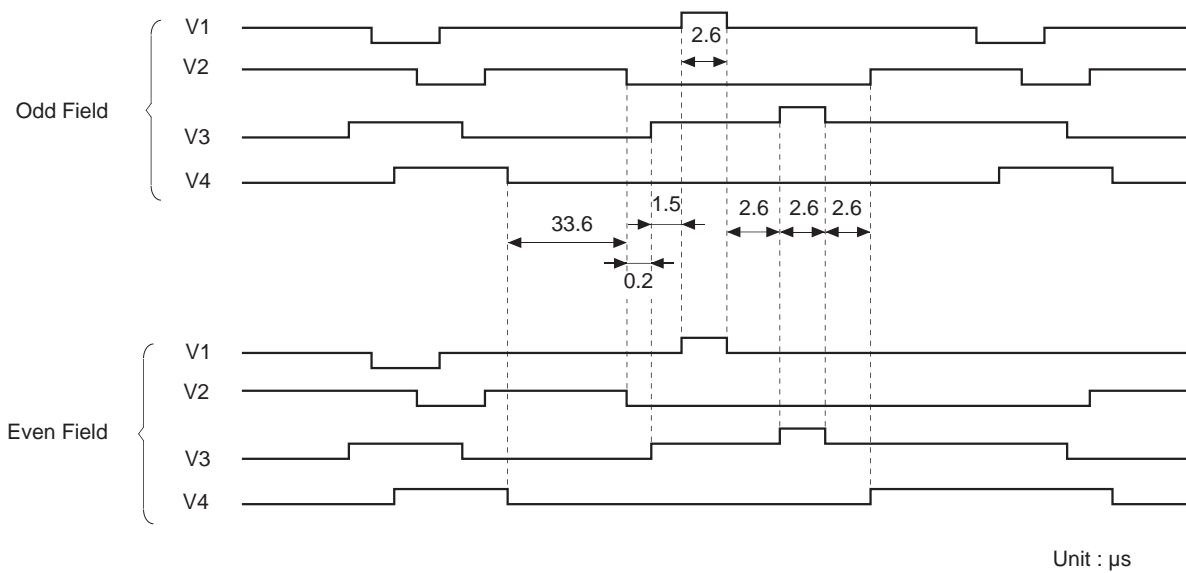 V1
2.6
V2
Odd Field
V3
V4
1.5
2.6 2.6 2.6
33.6
0.2
V1
V2
Even Field
V3
V4
Unit : μs